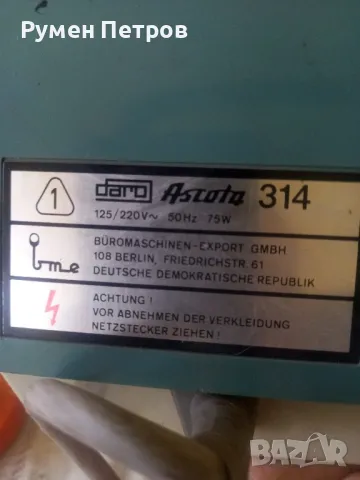 Румен Петров
1 daro Ascota 314
125/220V~ 50Hz 75W
BÜROMASCHINEN-EXPORT GMBH
108 BERLIN, FRIEDRICHSTR. 61
DEUTSCHE DEMOKRATISCHE REPUBLIK
ACHTUNG !
VOR ABNEHMEN DER VERKLEIDUNG
NETZSTECKER ZIEHEN !
BAZAR